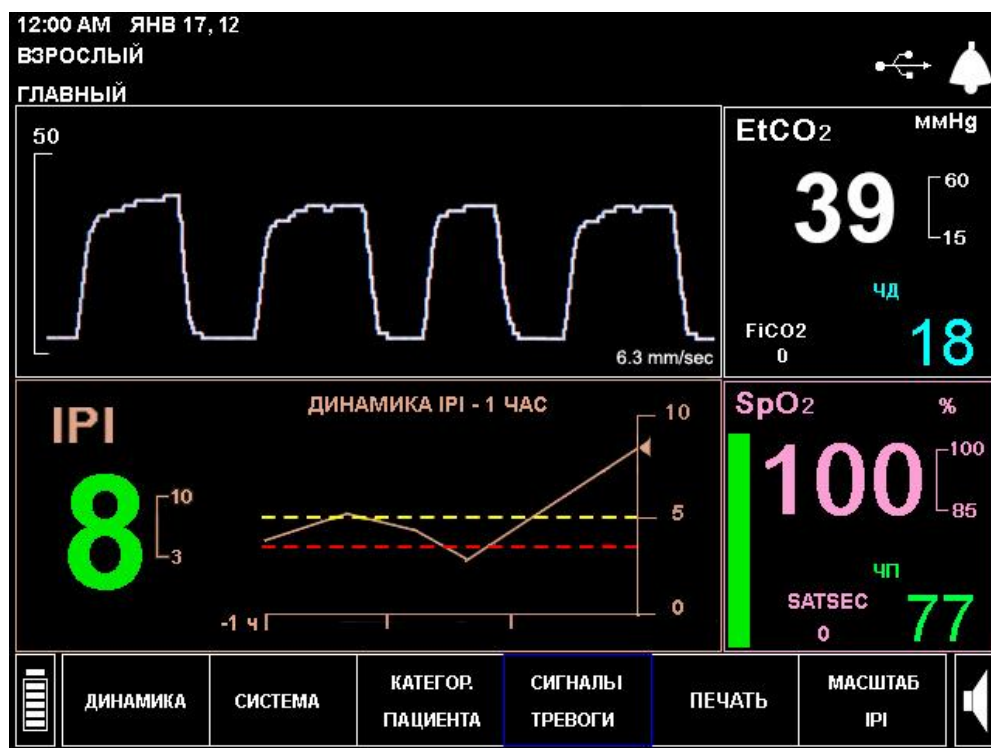 12:00 AM ЯНВ 17, 12
ВЗРОСЛЫЙ
ГЛАВНЫЙ
50
6.3 mm/sec
EtCO2 ммHg
39
60
15
ЧД
FiCO2
0
18
IPI
8
10
3
ДИНАМИКА IPI - 1 ЧАС
10
5
0
-1 ч
SpO2 %
100
100
85
ЧП
SATSEC
0
77
ДИНАМИКА
СИСТЕМА
КАТЕГОР.
ПАЦИЕНТА
СИГНАЛЫ
ТРЕВОГИ
ПЕЧАТЬ
МАСШТАБ
IPI